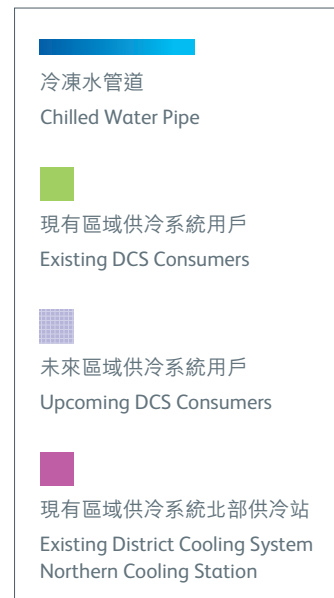 冷凍水管道
Chilled Water Pipe
現有區域供冷系統用戶
Existing DCS Consumers
未來區域供冷系統用戶
Upcoming DCS Consumers
現有區域供冷系統北部供冷站
Existing District Cooling System
Northern Cooling Station